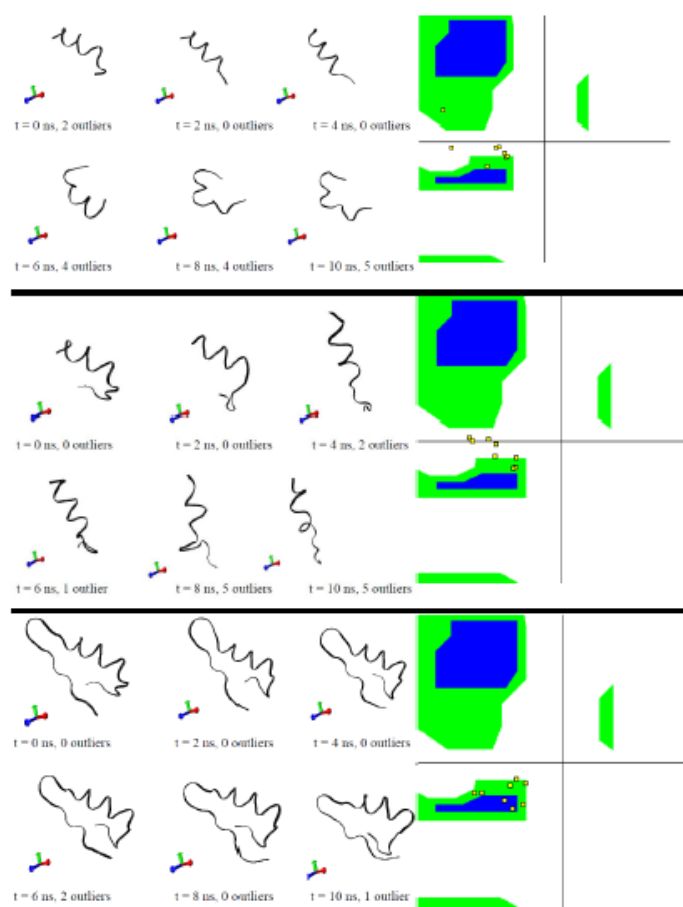 t = 0 ns, 2 outliers t = 2 ns, 0 outliers t = 4 ns, 0 outliers
t = 6 ns, 4 outliers t = 8 ns, 4 outliers t = 10 ns, 5 outliers
t = 0 ns, 0 outliers t = 2 ns, 0 outliers t = 4 ns, 2 outliers
t = 6 ns, 1 outlier t = 8 ns, 5 outliers t = 10 ns, 5 outliers
t = 0 ns, 0 outliers t = 2 ns, 0 outliers t = 4 ns, 0 outliers
t = 6 ns, 2 outliers t = 8 ns, 0 outliers t = 10 ns, 1 outlier